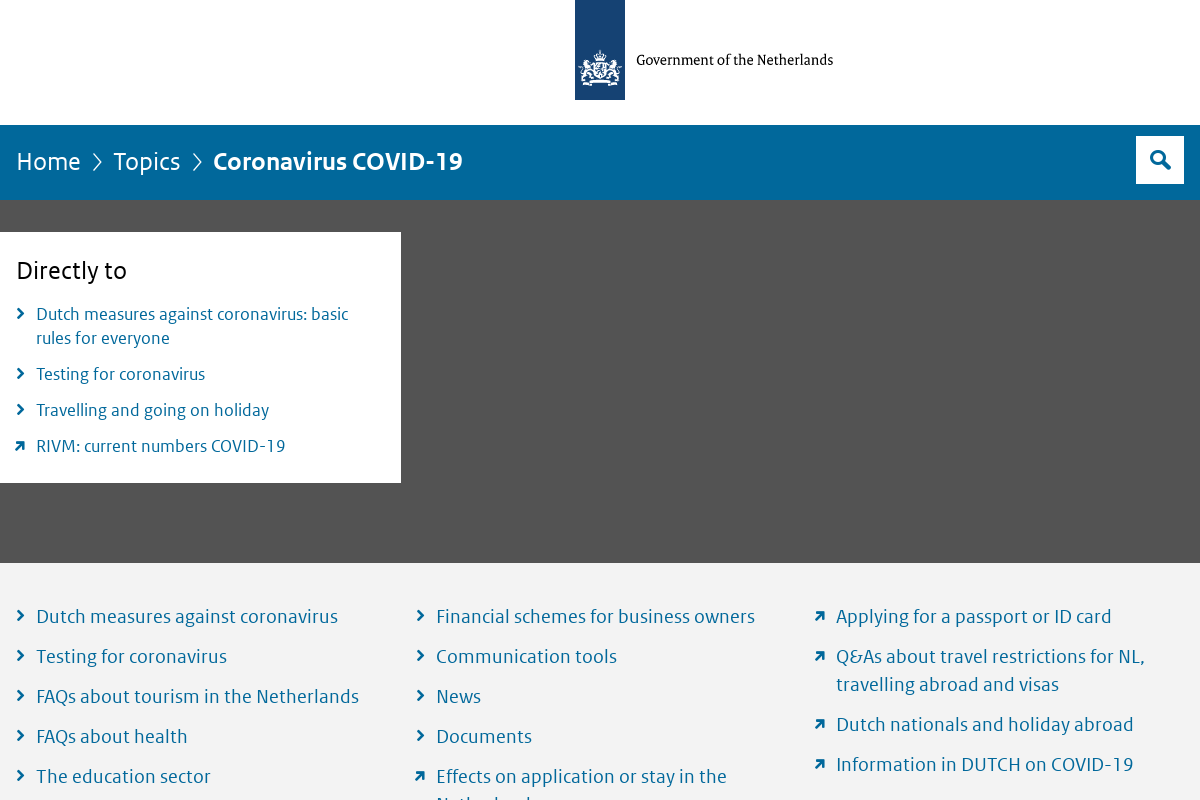 Government of the Netherlands
Home
Topics
Coronavirus COVID-19
Directly to
Dutch measures against coronavirus: basic
rules for everyone
Testing for coronavirus
Travelling and going on holiday
RIVM: current numbers COVID-19
Dutch measures against coronavirus
Testing for coronavirus
FAQs about tourism in the Netherlands
FAQs about health
The education sector
Financial schemes for business owners
Communication tools
News
Documents
Effects on application or stay in the
Applying for a passport or ID card
Q&As about travel restrictions for NL,
travelling abroad and visas
Dutch nationals and holiday abroad
Information in DUTCH on COVID-19